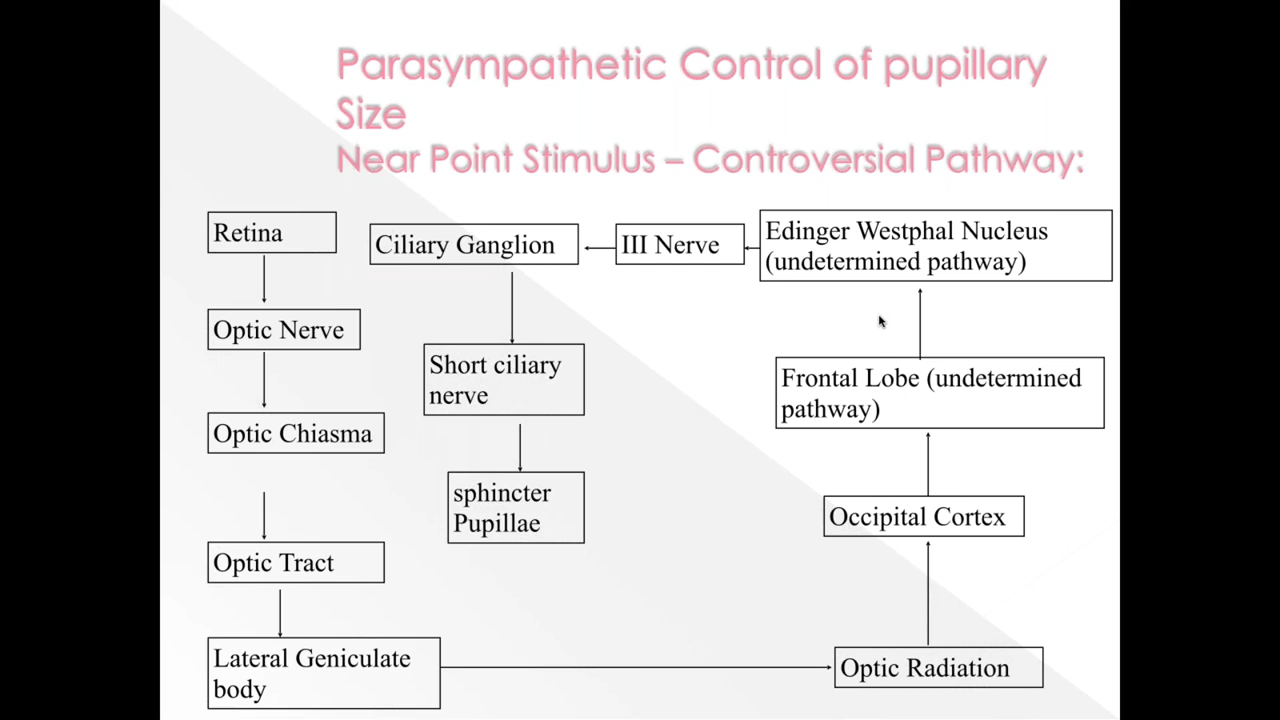 Parasympathetic Control of pupillary
Size
Near Point Stimulus – Controversial Pathway:
Retina
Optic Nerve
Optic Chiasma
Optic Tract
Lateral Geniculate
body
Optic Radiation
Occipital Cortex
Frontal Lobe (undetermined
pathway)
Edinger Westphal Nucleus
(undetermined pathway)
III Nerve
Ciliary Ganglion
Short ciliary
nerve
sphincter
Pupillae